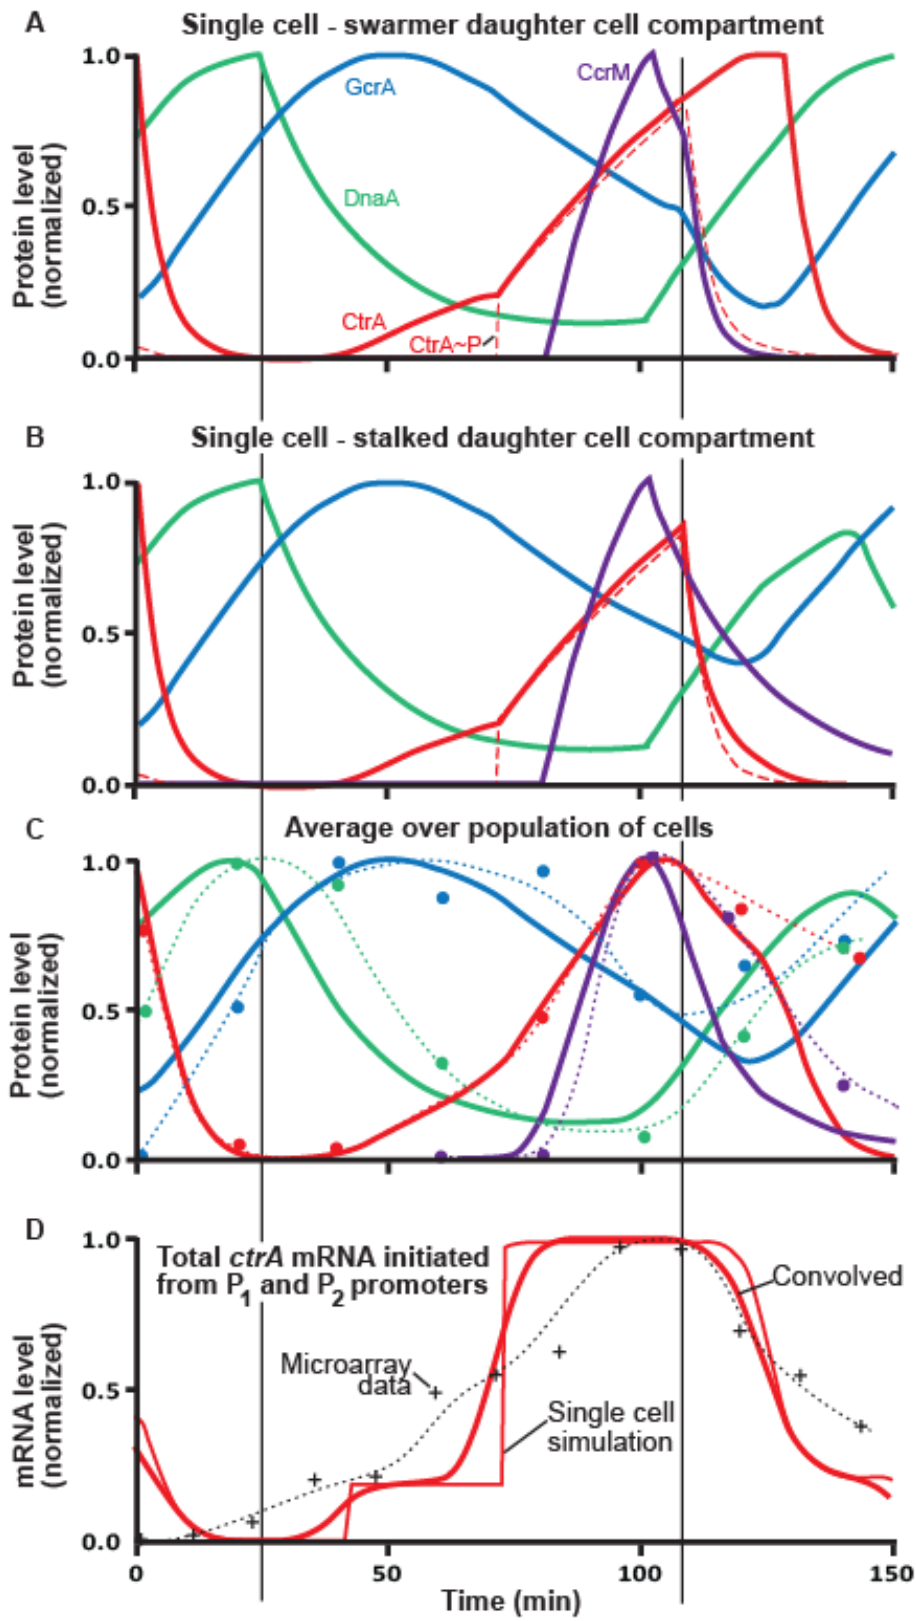 A
Single cell - swarmer daughter cell compartment
1.0
0.5
0.0
Protein level
(normalized)
GcrA
CcrM
DnaA
CtrA
CtrA~P
B
Single cell - stalked daughter cell compartment
1.0
0.5
0.0
Protein level
(normalized)
C
Average over population of cells
1.0
0.5
0.0
Protein level
(normalized)
D
1.0
0.5
0.0
mRNA level
(normalized)
Total ctrA mRNA initiated
from P1 and P2 promoters
Convolved
Microarray
data
Single cell
simulation
0
50
100
150
Time (min)